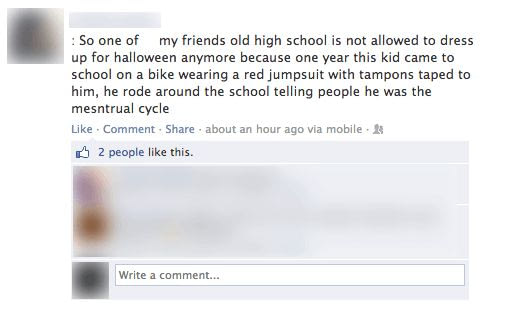 : So one of my friends old high school is not allowed to dress
up for halloween anymore because one year this kid came to
school on a bike wearing a red jumpsuit with tampons taped to
him, he rode around the school telling people he was the
mesntrual cycle
Like · Comment · Share · about an hour ago via mobile ·
2 people like this.
Write a comment...